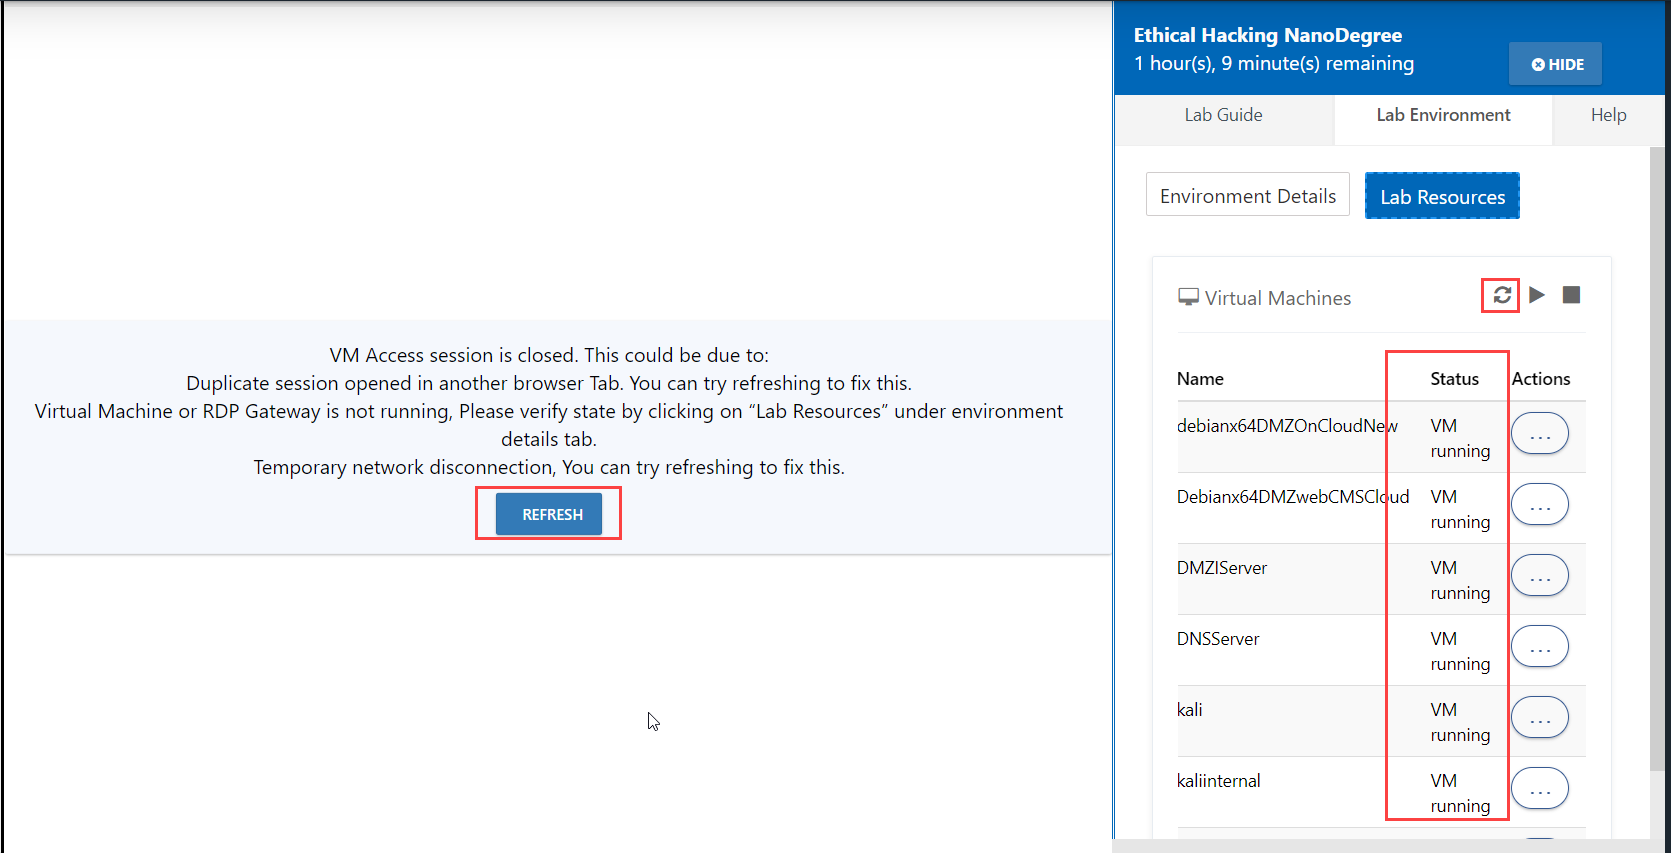 VM Access session is closed. This could be due to:
Duplicate session opened in another browser Tab. You can try refreshing to fix this.
Virtual Machine or RDP Gateway is not running, Please verify state by clicking on “Lab Resources” under environment
details tab.
Temporary network disconnection, You can try refreshing to fix this.
REFRESH
Ethical Hacking NanoDegree
1 hour(s), 9 minute(s) remaining
HIDE
Lab Guide
Lab Environment
Help
Environment Details
Lab Resources
Virtual Machines
Name Status Actions
debianx64DMZOnCloudNew VM running ...
Debianx64DMZwebCMSCloud VM running ...
DMZIServer VM running ...
DNSServer VM running ...
kali VM running ...
kaliinternal VM running ...